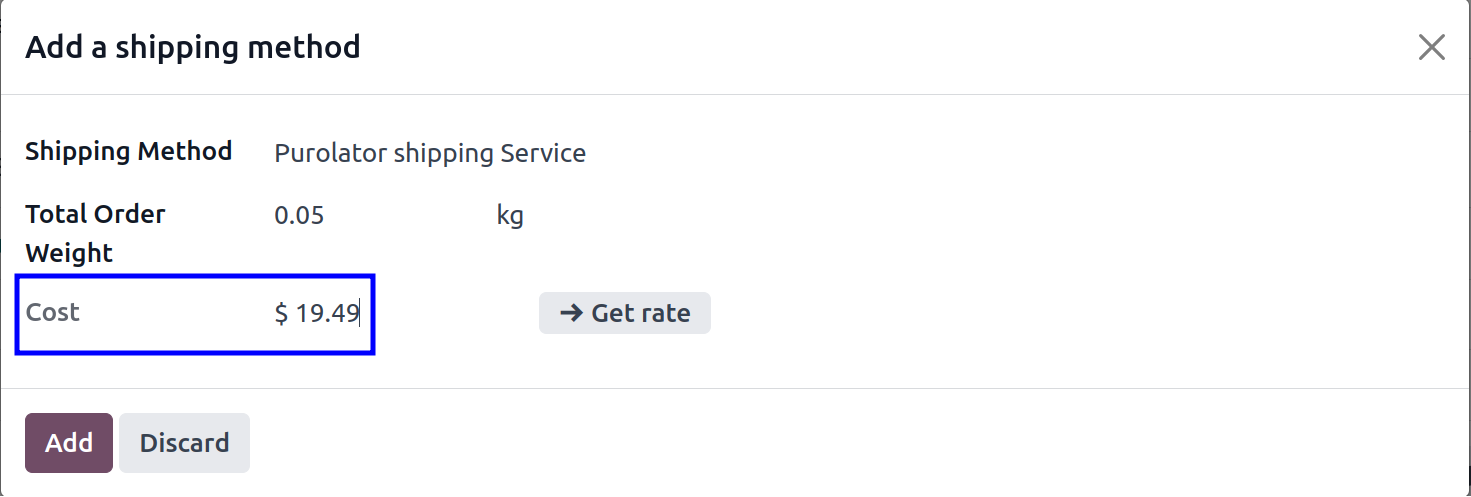 Add a shipping method
Shipping Method Purolator shipping Service
Total Order Weight 0.05 kg
Cost $ 19.49 → Get rate
Add Discard